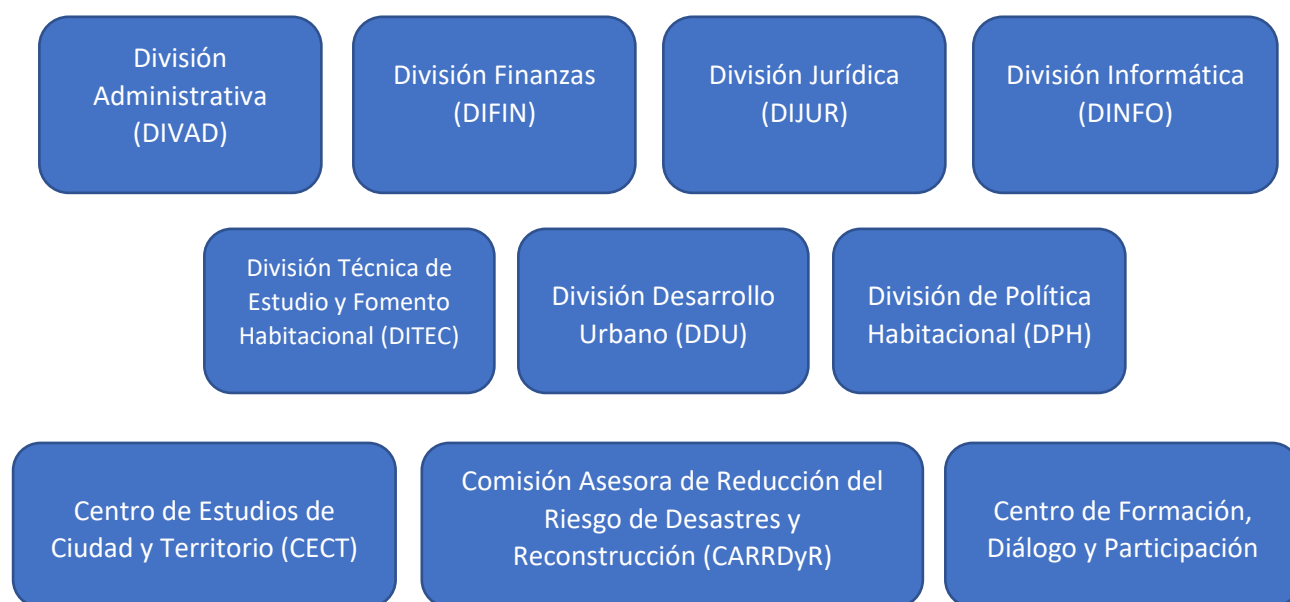 División
Administrativa
(DIVAD)
División Finanzas
(DIFIN)
División Jurídica
(DIJUR)
División Informática
(DINFO)
División Técnica de
Estudio y Fomento
Habitacional (DITEC)
División Desarrollo
Urbano (DDU)
División de Política
Habitacional (DPH)
Centro de Estudios de
Ciudad y Territorio (CECT)
Comisión Asesora de Reducción del
Riesgo de Desastres y
Reconstrucción (CARRDyR)
Centro de Formación,
Diálogo y Participación